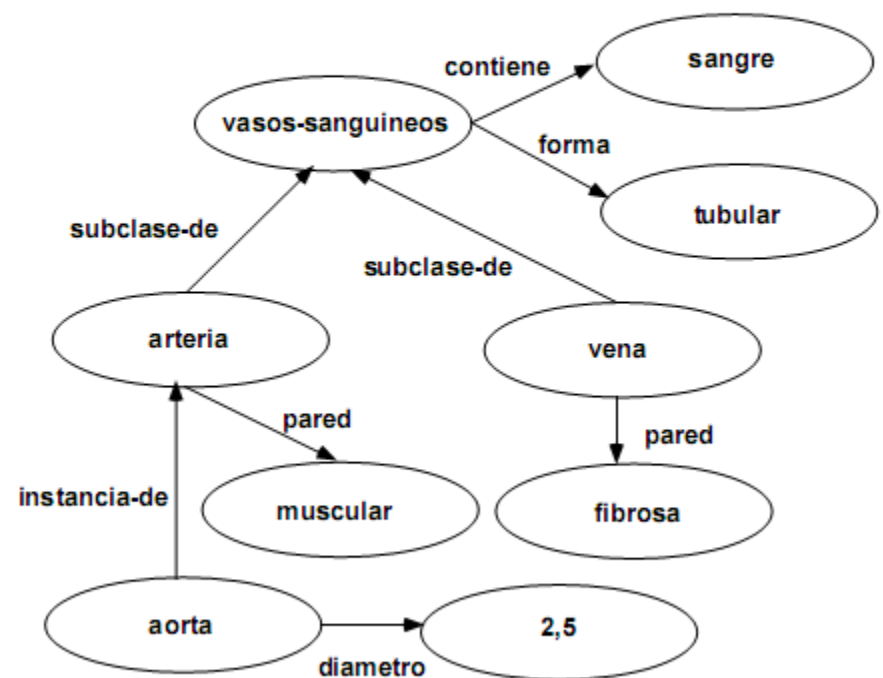 sangre
contiene
vasos-sanguineos
forma
tubular
subclase-de
subclase-de
arteria
vena
pared
pared
instancia-de
muscular
fibrosa
aorta
2,5
diametro